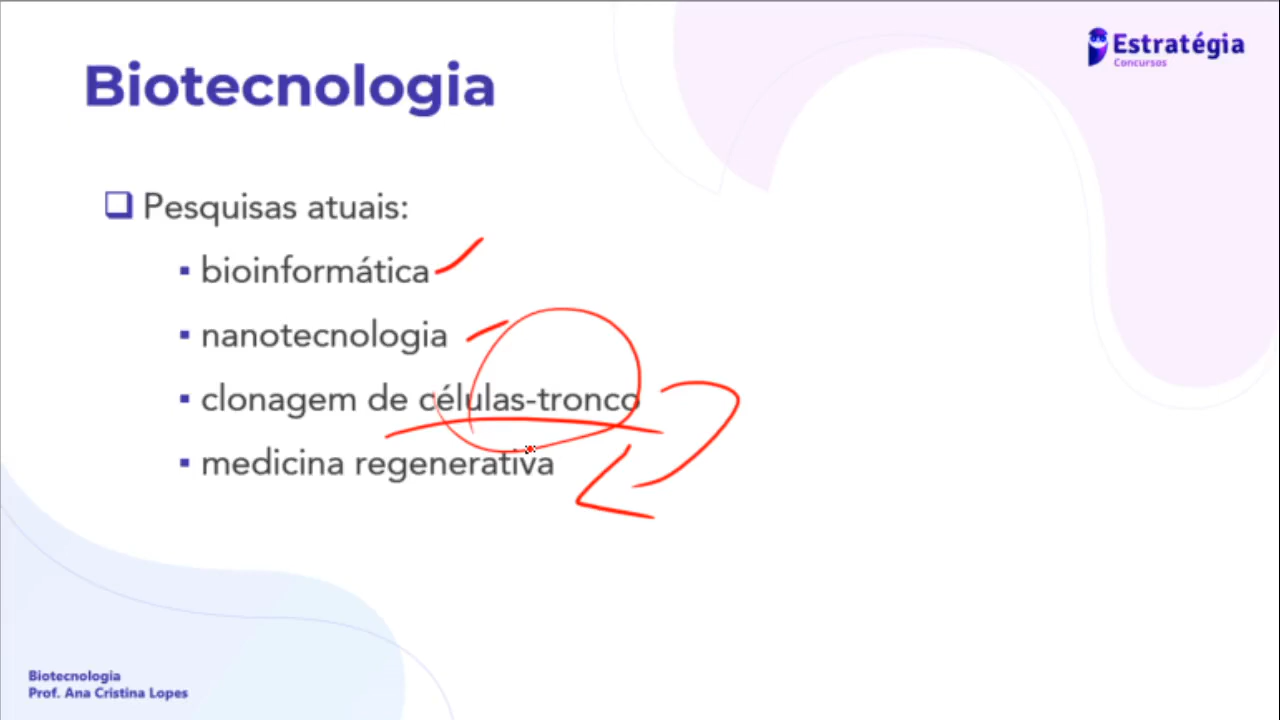 Estratégia
Concursos
Biotecnologia
Pesquisas atuais:
bioinformática
nanotecnologia
clonagem de células-tronco
medicina regenerativa
Biotecnologia
Prof. Ana Cristina Lopes